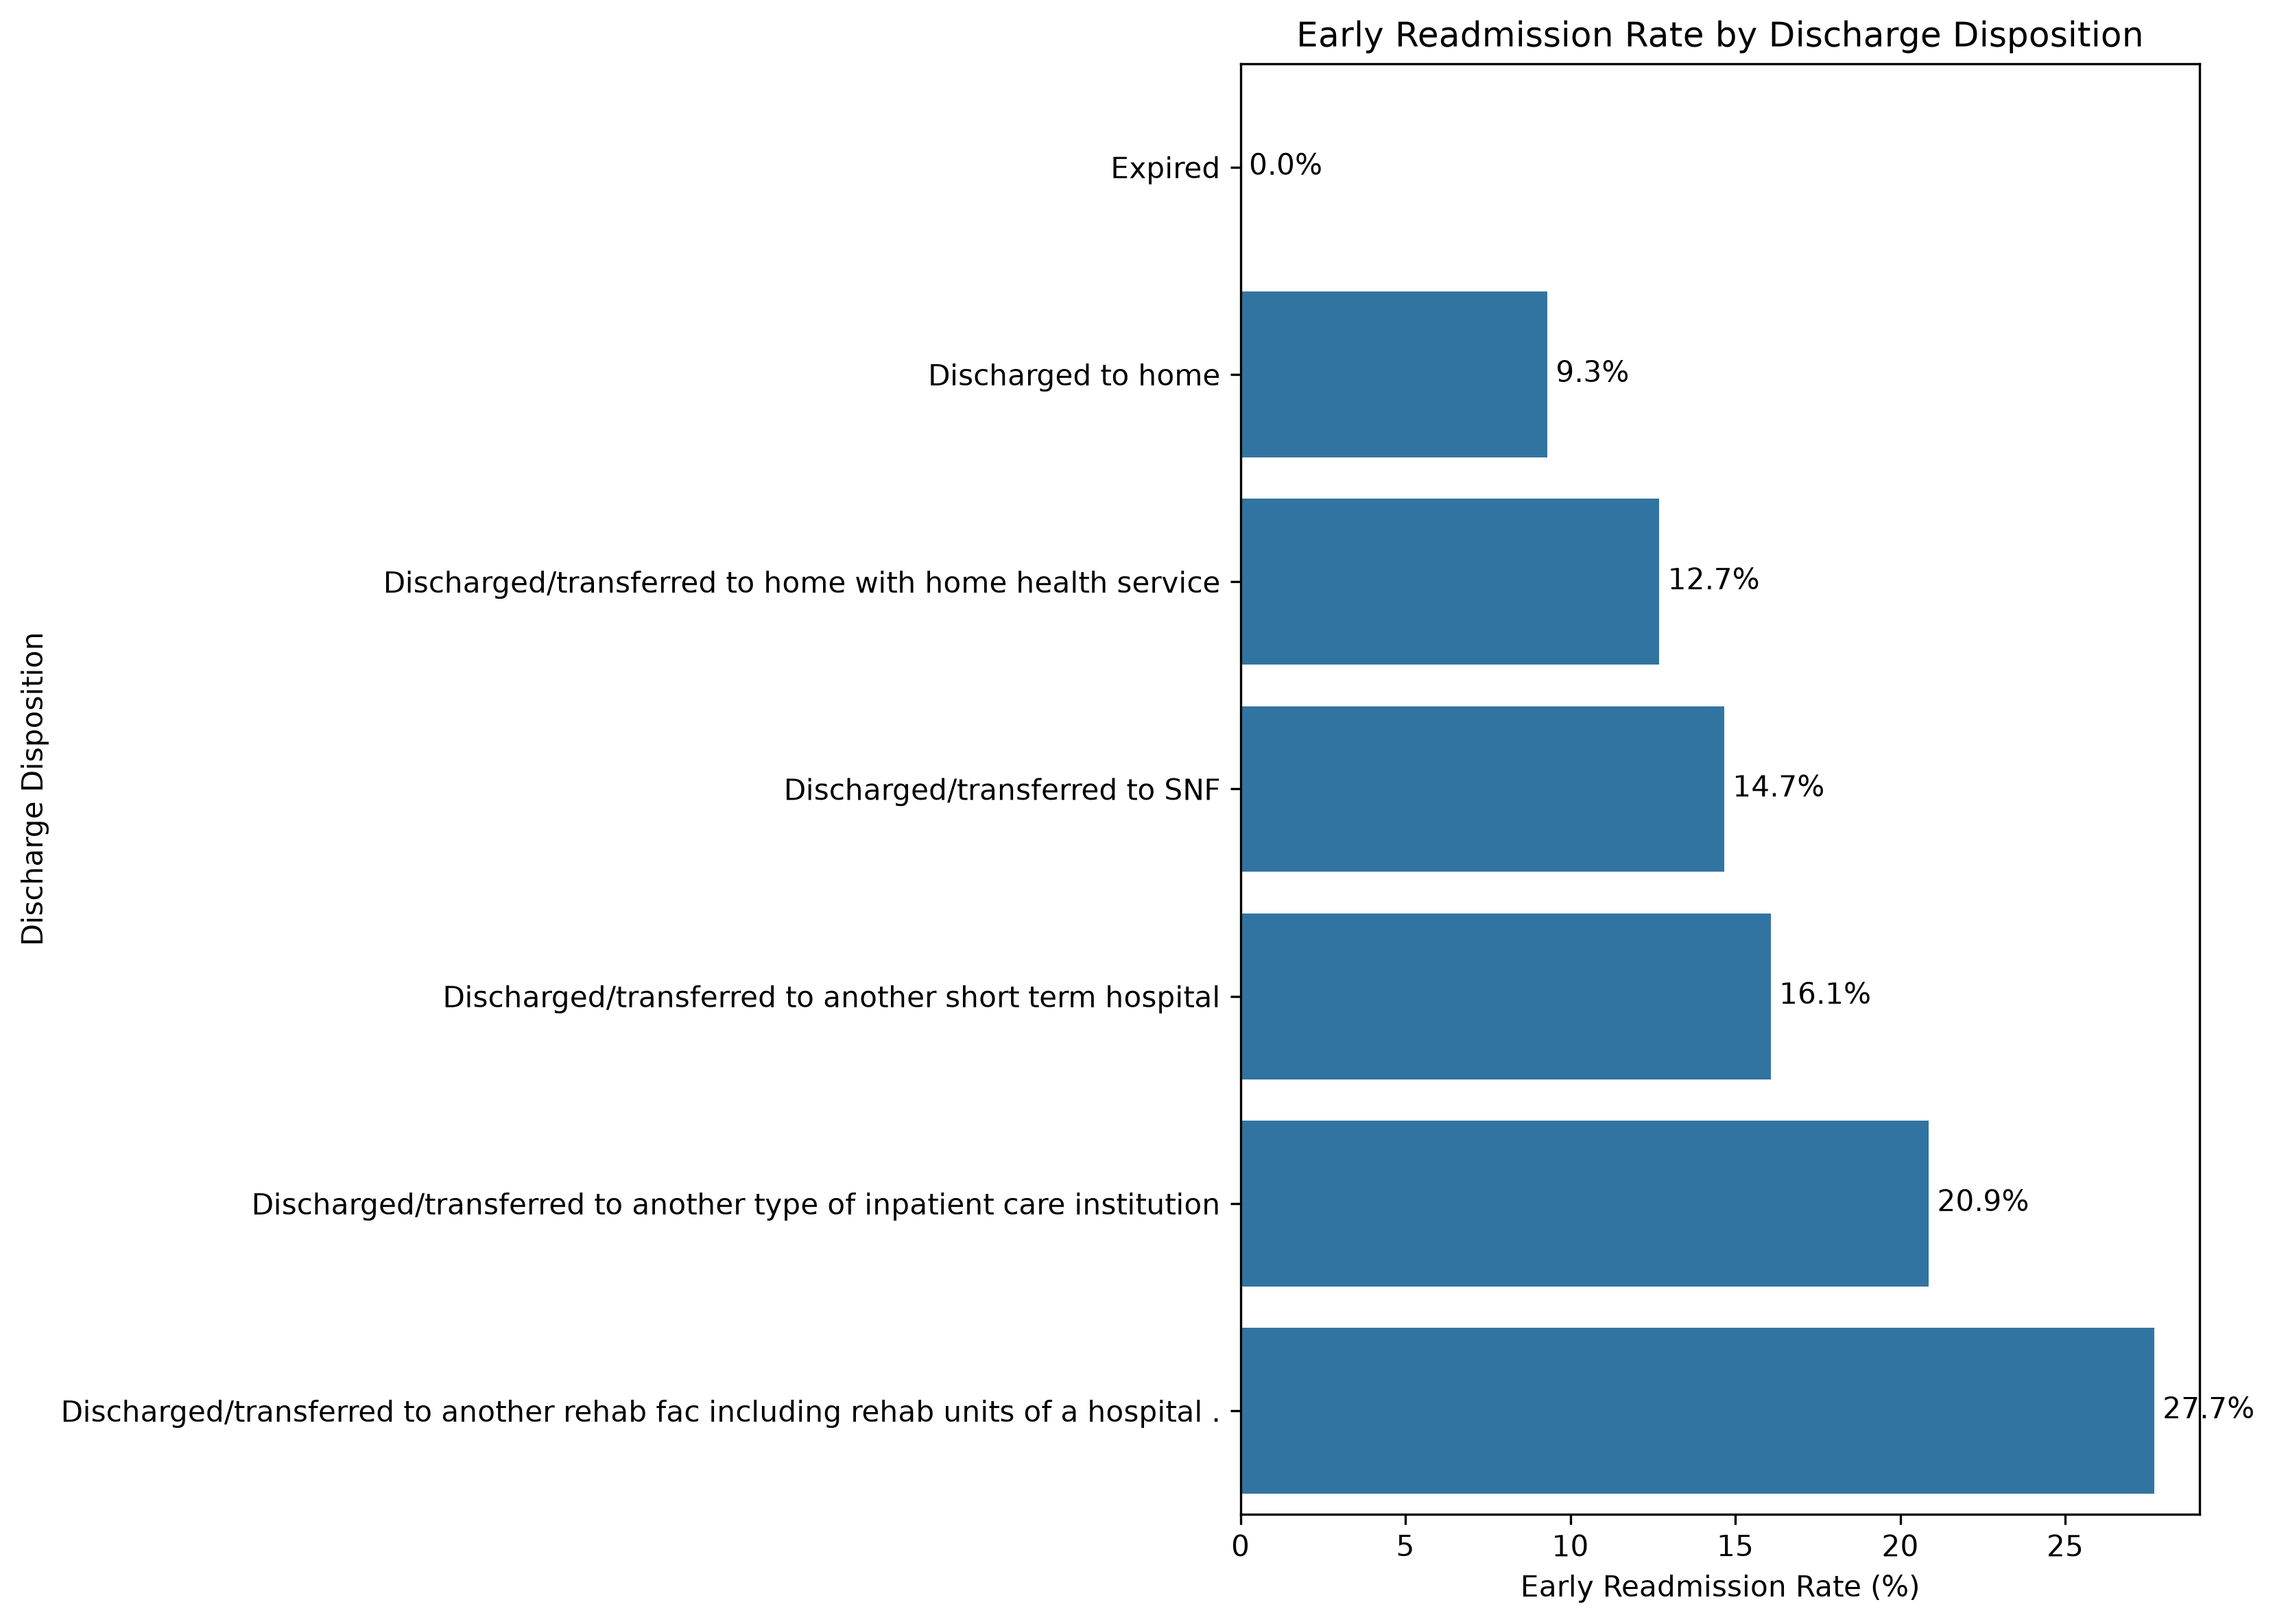 Early Readmission Rate by Discharge Disposition
Expired
0.0%
Discharged to home
9.3%
Discharged/transferred to home with home health service
12.7%
Discharged/transferred to SNF
14.7%
Discharged/transferred to another short term hospital
16.1%
Discharged/transferred to another type of inpatient care institution
20.9%
Discharged/transferred to another rehab fac including rehab units of a hospital .
27.7%
Discharge Disposition
0 5 10 15 20 25
Early Readmission Rate (%)